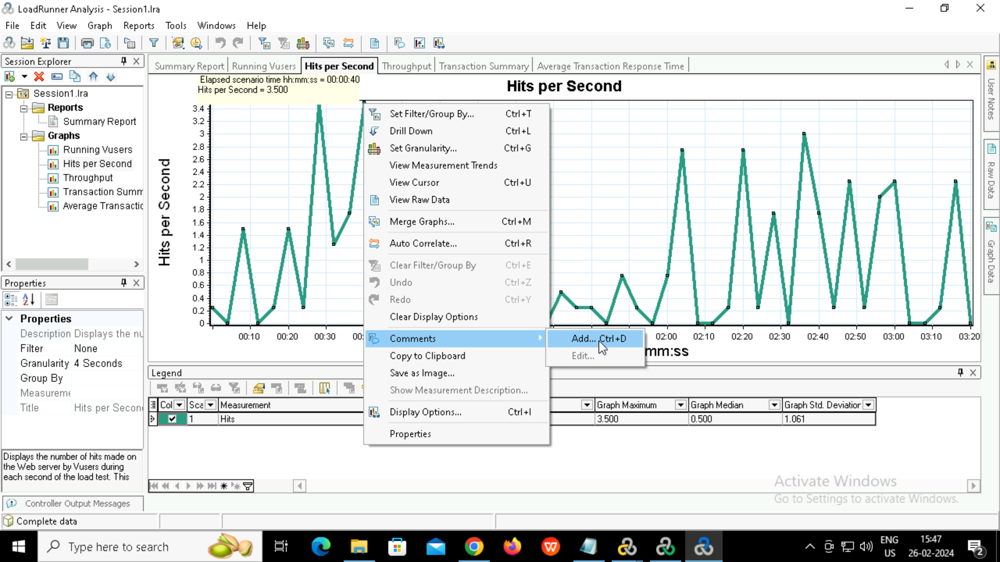 LoadRunner Analysis - Session1.lra
File Edit View Graph Reports Tools Windows Help
Session Explorer
Session1.lra
Reports
Summary Report
Graphs
Running Vusers
Hits per Second
Throughput
Transaction Summ
Average Transactic
Properties
Properties
Description Displays the nu
Filter None
Granularity 4 Seconds
Group By
Measureme
Title Hits per Secon
Displays the number of hits made on
the Web server by Vusers during
each second of the load test. This
Controller Output Messages
Complete data
Summary Report Running Vusers Hits per Second Throughput Transaction Summary Average Transaction Response Time
Elapsed scenario time hh:mm:ss = 00:00:40
Hits per Second = 3.500
Hits per Second
Hits per Second
3.4
3.2
3
2.8
2.6
2.4
2.2
2
1.8
1.6
1.4
1.2
1
0.8
0.6
0.4
0.2
0
00:10 00:20 00:30 00: 02:00 02:10 02:20 02:30 02:40 02:50 03:00 03:10 03:20
mm:ss
Set Filter/Group By... Ctrl+T
Drill Down Ctrl+L
Set Granularity... Ctrl+G
View Measurement Trends
View Cursor Ctrl+U
View Raw Data
Merge Graphs... Ctrl+M
Auto Correlate... Ctrl+R
Clear Filter/Group By Ctrl+E
Undo Ctrl+Z
Redo Ctrl+Y
Clear Display Options
Comments
Copy to Clipboard
Save as Image...
Show Measurement Description...
Display Options... Ctrl+I
Properties
Add... Ctrl+D
Edit...
Legend
Col Sca Measurement Graph Maximum Graph Median Graph Std. Deviation
1 Hits 3.500 0.500 1.061
User Notes
Raw Data
Graph Data
Activate Windows
Go to Settings to activate Windows.
Type here to search
ENG
US
15:47
26-02-2024
2